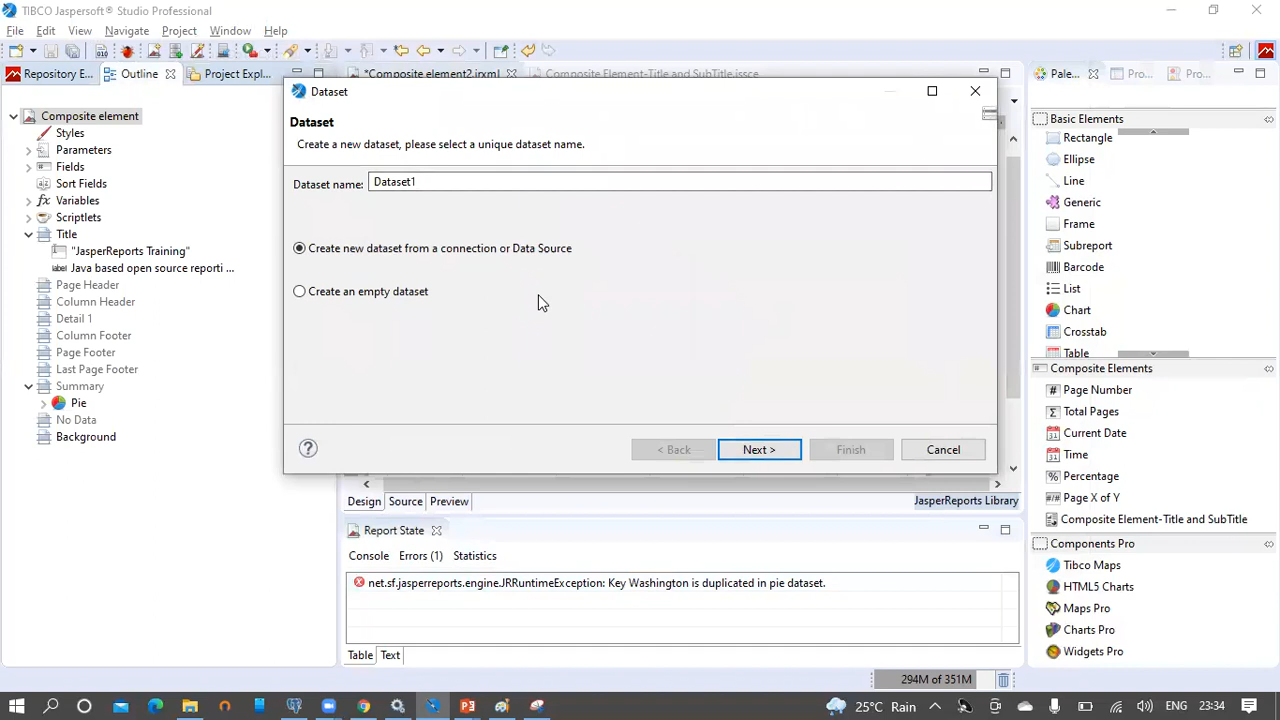 TIBCO Jaspersoft® Studio Professional
File Edit View Navigate Project Window Help
Repository E... Outline Project Expl...
*Composite element2.jrxml Composite Element-Title and SubTitle.jssce
Pale... Pro... Pro...
Composite element
Styles
Parameters
Fields
Sort Fields
Variables
Scriptlets
Title
"JasperReports Training"
label Java based open source reporti ...
Page Header
Column Header
Detail 1
Column Footer
Page Footer
Last Page Footer
Summary
Pie
No Data
Background
Dataset
Dataset
Create a new dataset, please select a unique dataset name.
Dataset name: Dataset1
Create new dataset from a connection or Data Source
Create an empty dataset
? < Back Next > Finish Cancel
Design Source Preview JasperReports Library
Report State
Console Errors (1) Statistics
net.sf.jasperreports.engine.JRRuntimeException: Key Washington is duplicated in pie dataset.
Table Text
294M of 351M
Basic Elements
Rectangle
Ellipse
Line
Generic
Frame
Subreport
Barcode
List
Chart
Crosstab
Table
Composite Elements
# Page Number
Σ Total Pages
Current Date
Time
Percentage
#/# Page X of Y
Composite Element-Title and SubTitle
Components Pro
Tibco Maps
HTML5 Charts
Maps Pro
Charts Pro
Widgets Pro
25°C Rain ENG 23:34